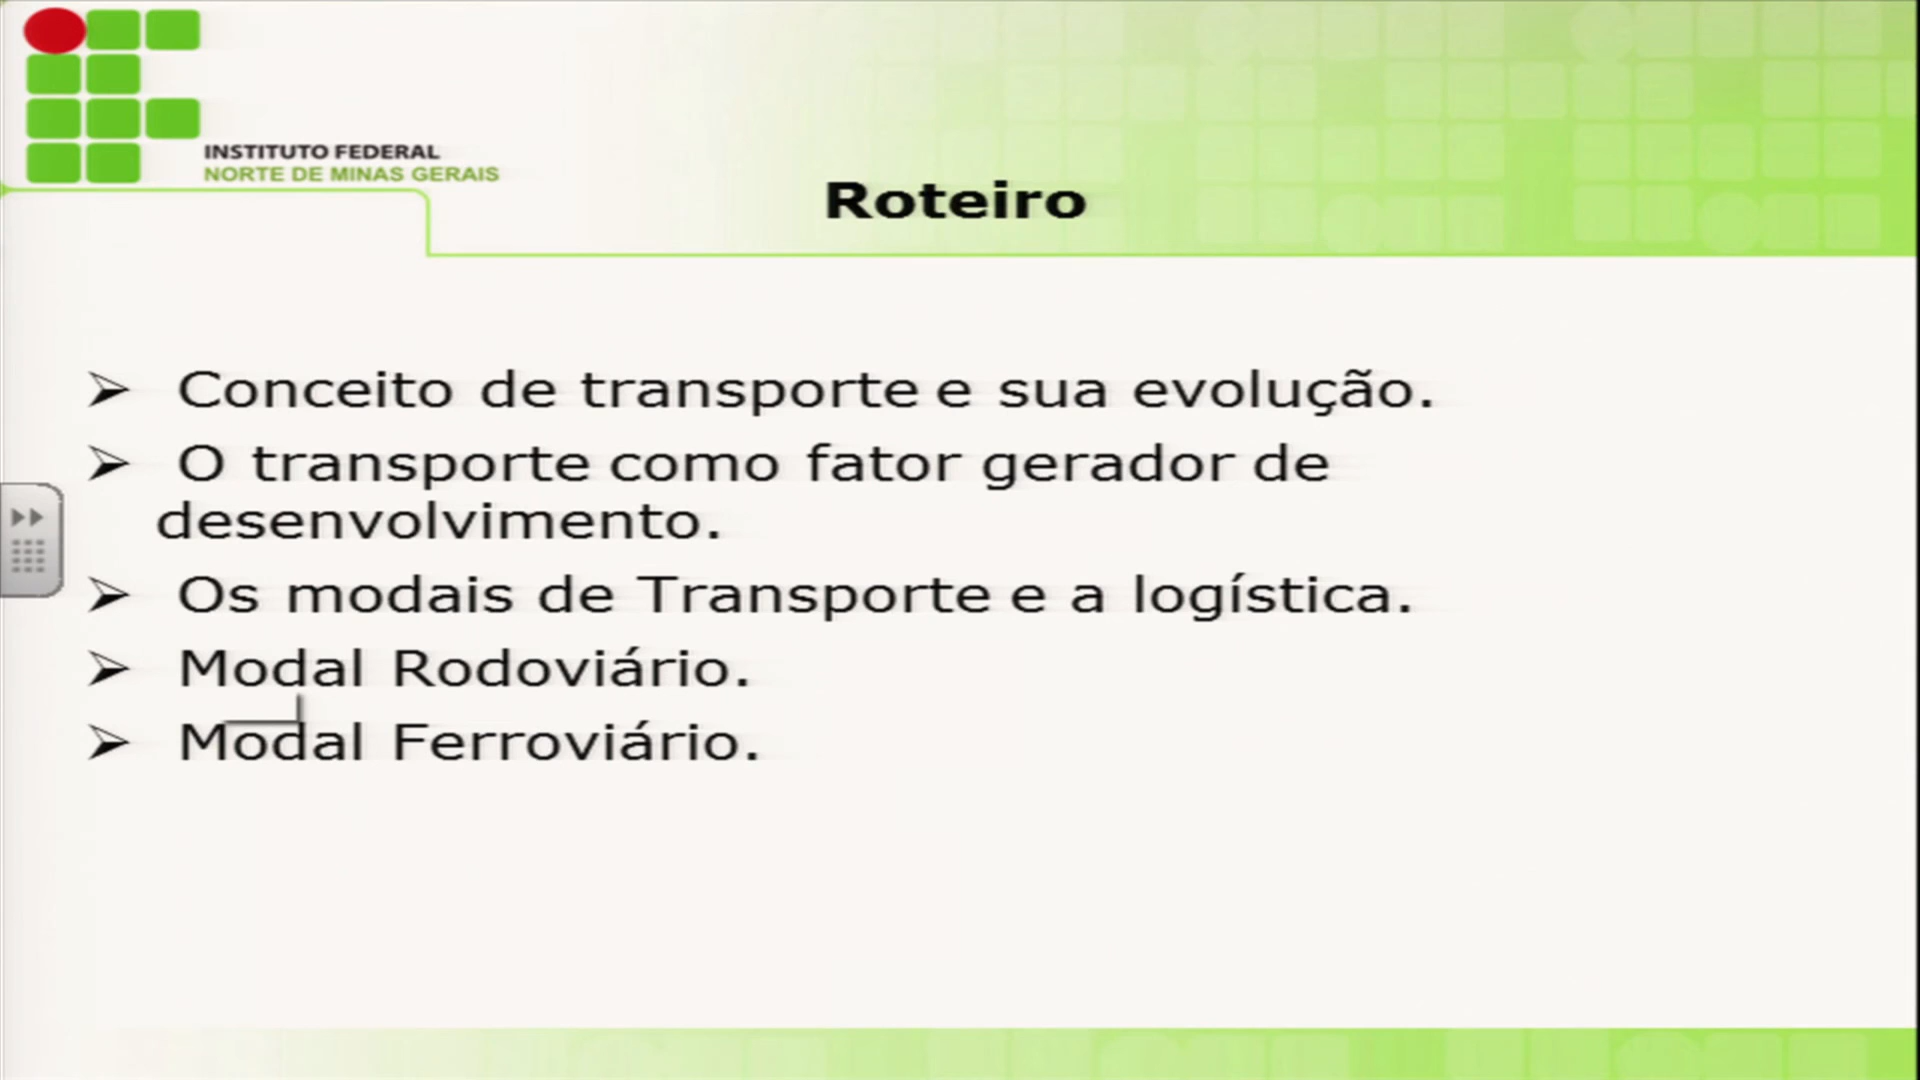 INSTITUTO FEDERAL
NORTE DE MINAS GERAIS
Roteiro
➢ Conceito de transporte e sua evolução.
➢ O transporte como fator gerador de
desenvolvimento.
➢ Os modais de Transporte e a logística.
➢ Modal Rodoviário.
➢ Modal Ferroviário.